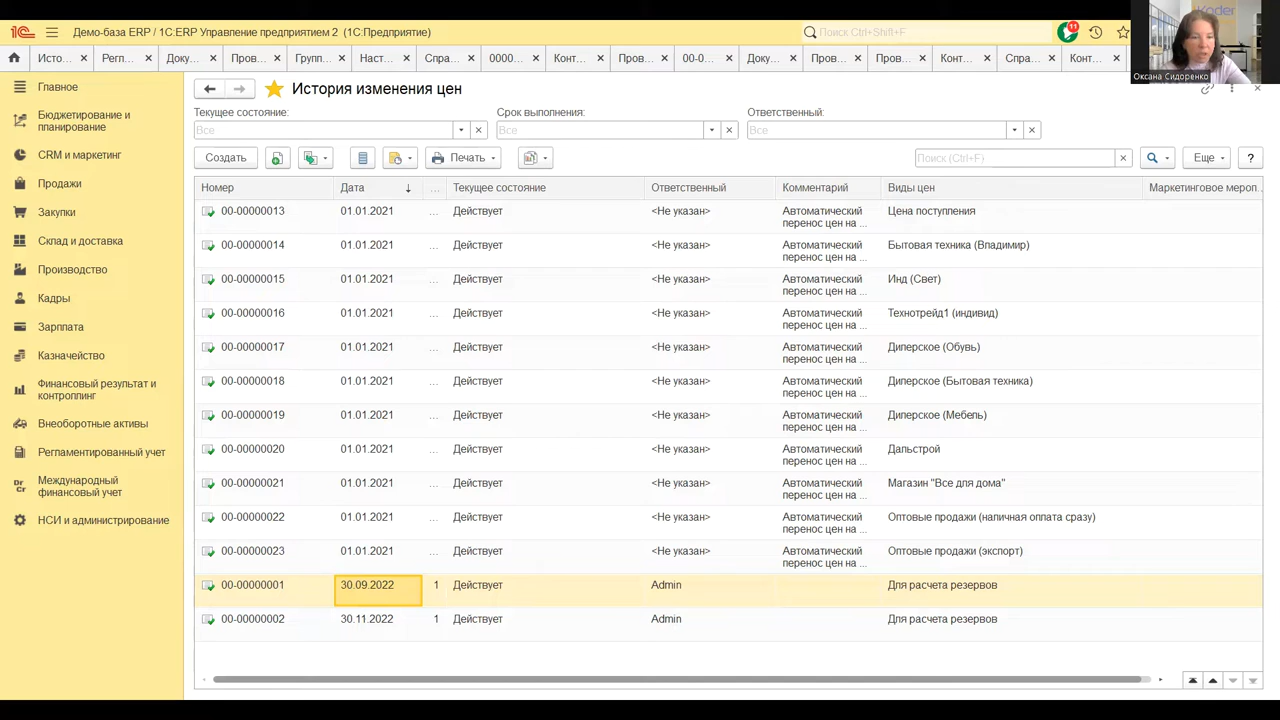 Демо-база ERP / 1С:ERP Управление предприятием 2 (1С:Предприятие)
Поиск Ctrl+Shift+F
11
Koder
Оксана Сидоренко
Исто...
Регл...
Доку...
Пров...
Групп...
Наст...
Спра...
0000...
Конт...
Прове...
00-0...
Доку...
Пров...
Прове...
Конт...
Спра...
Конт...
Главное
Бюджетирование и
планирование
CRM и маркетинг
Продажи
Закупки
Склад и доставка
Производство
Кадры
Зарплата
Казначейство
Финансовый результат и
контроллинг
Внеоборотные активы
Регламентированный учет
Международный
финансовый учет
НСИ и администрирование
История изменения цен
Текущее состояние:
Срок выполнения:
Ответственный:
Все
Все
Все
Создать
Печать
Поиск (Ctrl+F)
Еще
?
Номер Дата ↓ ... Текущее состояние Ответственный Комментарий Виды цен Маркетинговое мероп...
00-00000013 01.01.2021 ... Действует <Не указан> Автоматический Цена поступления
перенос цен на ...
00-00000014 01.01.2021 ... Действует <Не указан> Автоматический Бытовая техника (Владимир)
перенос цен на ...
00-00000015 01.01.2021 ... Действует <Не указан> Автоматический Инд (Свет)
перенос цен на ...
00-00000016 01.01.2021 ... Действует <Не указан> Автоматический Технотрейд1 (индивид)
перенос цен на ...
00-00000017 01.01.2021 ... Действует <Не указан> Автоматический Диперское (Обувь)
перенос цен на ...
00-00000018 01.01.2021 ... Действует <Не указан> Автоматический Диперское (Бытовая техника)
перенос цен на ...
00-00000019 01.01.2021 ... Действует <Не указан> Автоматический Диперское (Мебель)
перенос цен на ...
00-00000020 01.01.2021 ... Действует <Не указан> Автоматический Дальстрой
перенос цен на ...
00-00000021 01.01.2021 ... Действует <Не указан> Автоматический Магазин "Все для дома"
перенос цен на ...
00-00000022 01.01.2021 ... Действует <Не указан> Автоматический Оптовые продажи (наличная оплата сразу)
перенос цен на ...
00-00000023 01.01.2021 ... Действует <Не указан> Автоматический Оптовые продажи (экспорт)
перенос цен на ...
00-00000001 30.09.2022 1 Действует Admin Для расчета резервов
00-00000002 30.11.2022 1 Действует Admin Для расчета резервов